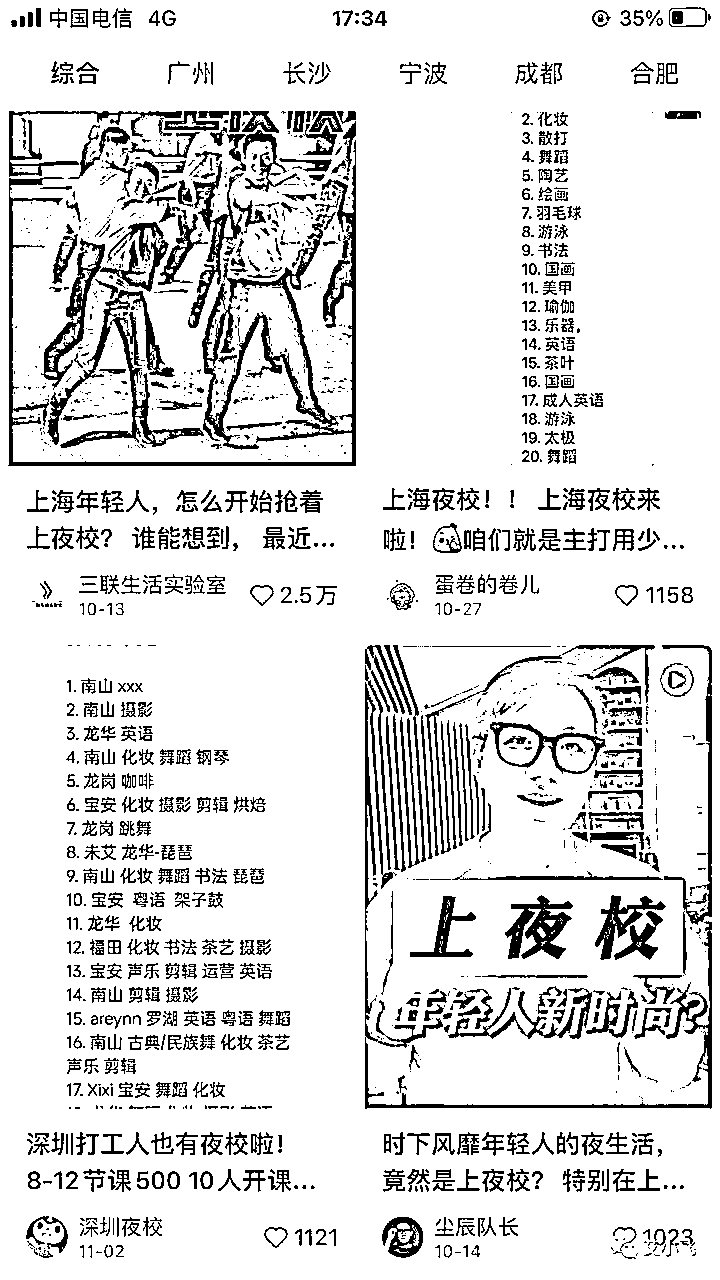 中国电信 4G 17:34 35%
综合 广州 长沙 宁波 成都 合肥
2. 化妆
3. 散打
4. 舞蹈
5. 陶艺
6. 绘画
7. 羽毛球
8. 游泳
9. 书法
10. 国画
11. 美甲
12. 瑜伽
13. 乐器,
14. 英语
15. 茶叶
16. 国画
17. 成人英语
18. 游泳
19. 太极
20. 舞蹈
上海年轻人，怎么开始抢着
上夜校？ 谁能想到， 最近...
三联生活实验室
10-13
2.5万
上海夜校！！ 上海夜校来
啦！ 咱们就是主打用少...
蛋卷的卷儿
10-27
1158
1. 南山 xxx
2. 南山 摄影
3. 龙华 英语
4. 南山 化妆 舞蹈 钢琴
5. 龙岗 咖啡
6. 宝安 化妆 摄影 剪辑 烘焙
7. 龙岗 跳舞
8. 未艾 龙华-琵琶
9. 南山 化妆 舞蹈 书法 琵琶
10. 宝安 粤语 架子鼓
11. 龙华 化妆
12. 福田 化妆 书法 茶艺 摄影
13. 宝安 声乐 剪辑 运营 英语
14. 南山 剪辑 摄影
15. areynn 罗湖 英语 粤语 舞蹈
16. 南山 古典/民族舞 化妆 茶艺
声乐 剪辑
17. Xixi 宝安 舞蹈 化妆
深圳打工人也有夜校啦！
8-12节课500 10人开课...
深圳夜校
11-02
1121
上夜校
年轻人新时尚?
时下风靡年轻人的夜生活，
竟然是上夜校？ 特别在上...
尘辰队长
10-14
1023